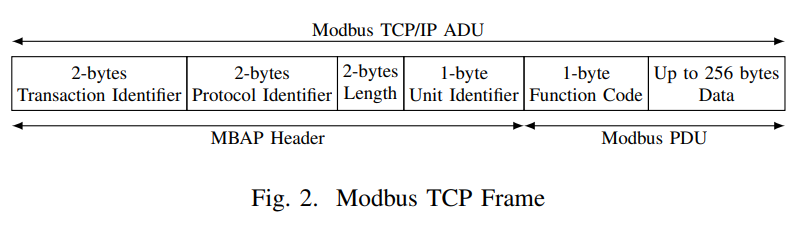 Modbus TCP/IP ADU
2-bytes
Transaction Identifier
2-bytes
Protocol Identifier
2-bytes
Length
1-byte
Unit Identifier
1-byte
Function Code
Up to 256 bytes
Data
MBAP Header
Modbus PDU
Fig. 2. Modbus TCP Frame